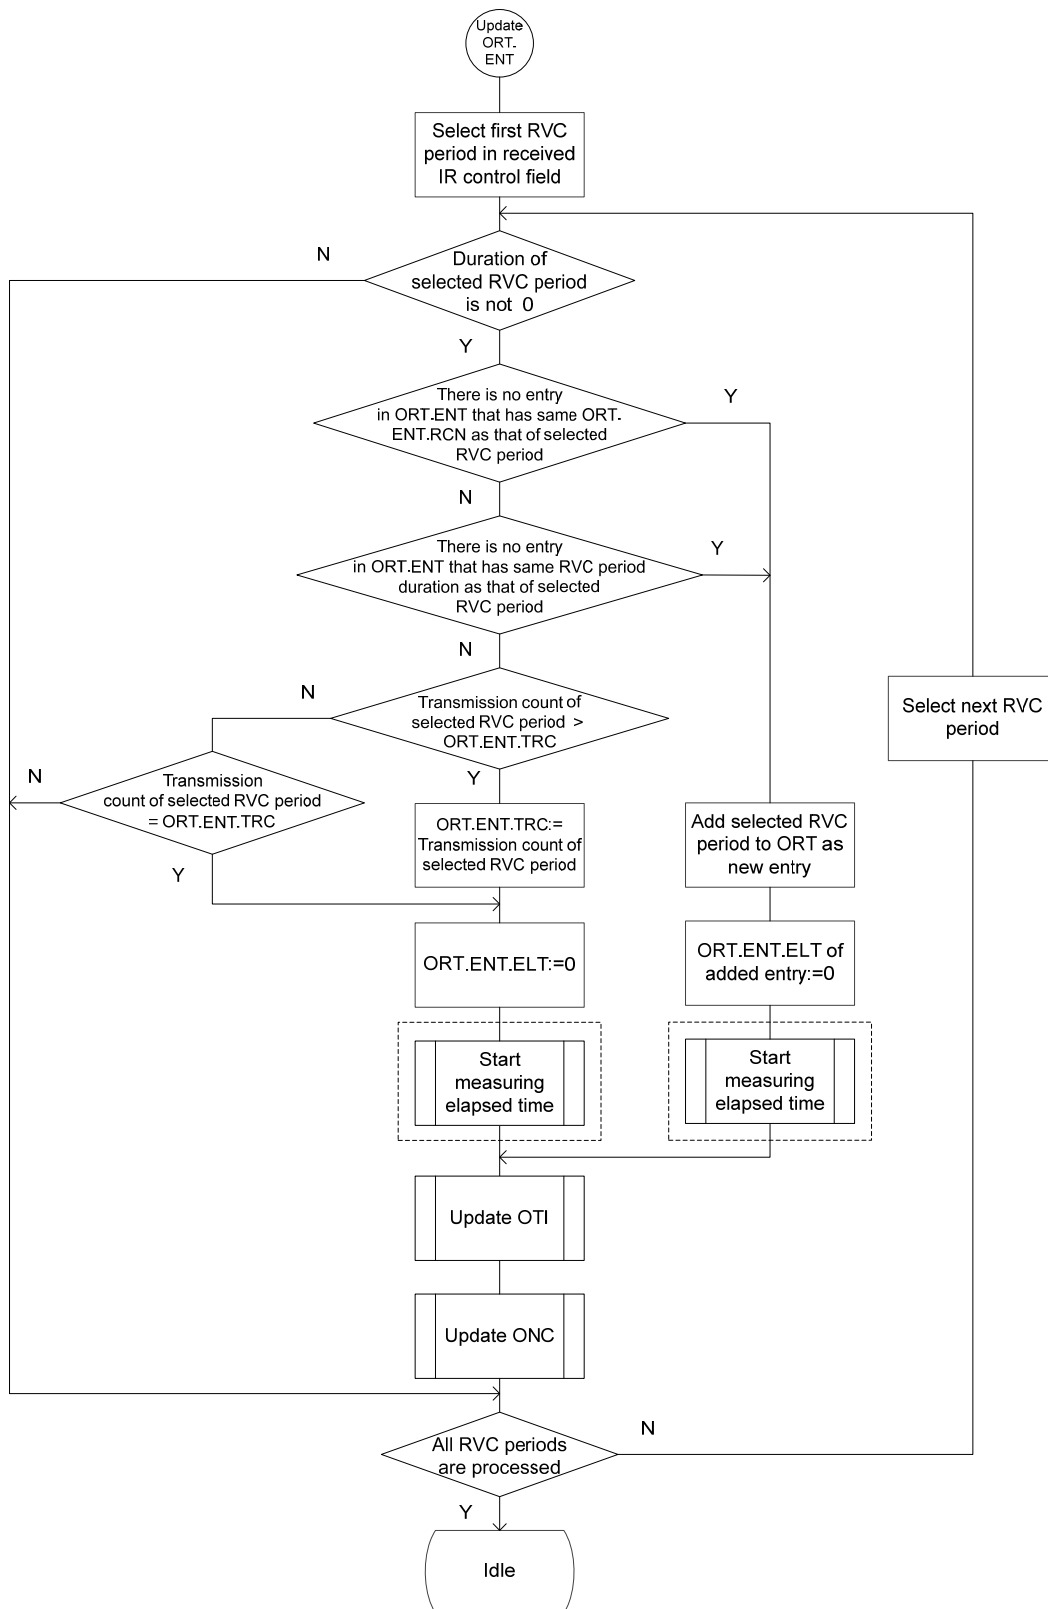 Update
ORT-
ENT
Select first RVC
period in received
IR control field
N
Duration of
selected RVC period
is not 0
Y
There is no entry
in ORT.ENT that has same ORT.
ENT.RCN as that of selected
RVC period
Y
N
There is no entry
in ORT.ENT that has same RVC period
duration as that of selected
RVC period
Y
N
N
Transmission count of
selected RVC period >
ORT.ENT.TRC
Select next RVC
period
N
Transmission
count of selected RVC period
= ORT.ENT.TRC
Y
ORT.ENT.TRC:=
Transmission count of
selected RVC period
Add selected RVC
period to ORT as
new entry
Y
ORT.ENT.ELT:=0
ORT.ENT.ELT of
added entry:=0
Start
measuring
elapsed time
Start
measuring
elapsed time
Update OTI
Update ONC
All RVC periods
are processed
N
Y
Idle